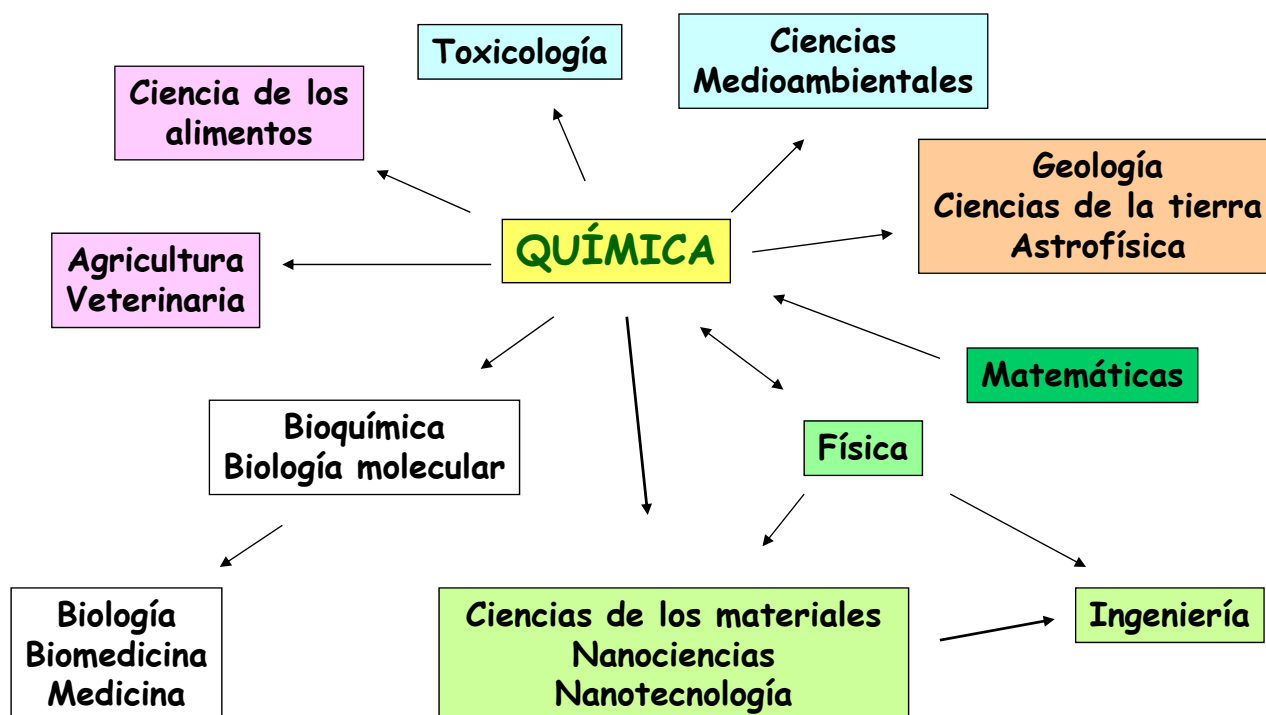 Toxicología
Ciencias
Medioambientales
Ciencia de los
alimentos
Geología
Ciencias de la tierra
Astrofísica
QUÍMICA
Agricultura
Veterinaria
Matemáticas
Bioquímica
Biología molecular
Física
Biología
Biomedicina
Medicina
Ciencias de los materiales
Nanociencias
Nanotecnología
Ingeniería